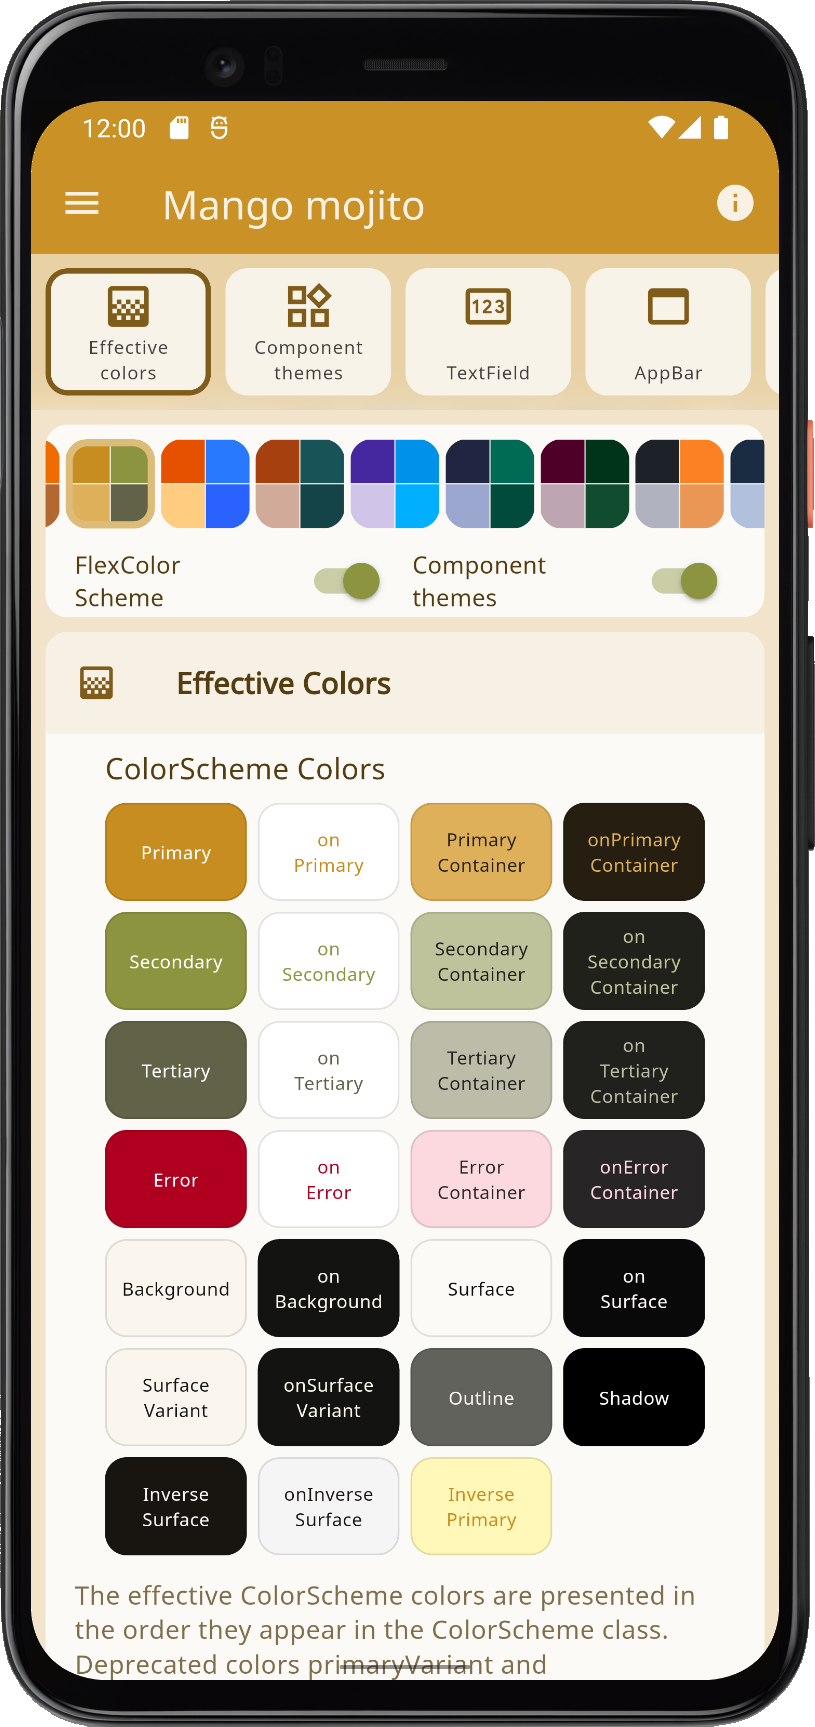 12:00
Mango mojito
Effective
colors
Component
themes
123
TextField
AppBar
FlexColor
Scheme
Component
themes
Effective Colors
ColorScheme Colors
Primary
on
Primary
Primary
Container
onPrimary
Container
Secondary
on
Secondary
Secondary
Container
on
Secondary
Container
Tertiary
on
Tertiary
Tertiary
Container
on
Tertiary
Container
Error
on
Error
Error
Container
onError
Container
Background
on
Background
Surface
on
Surface
Surface
Variant
onSurface
Variant
Outline
Shadow
Inverse
Surface
onInverse
Surface
Inverse
Primary
The effective ColorScheme colors are presented in
the order they appear in the ColorScheme class.
Deprecated colors primaryVariant and